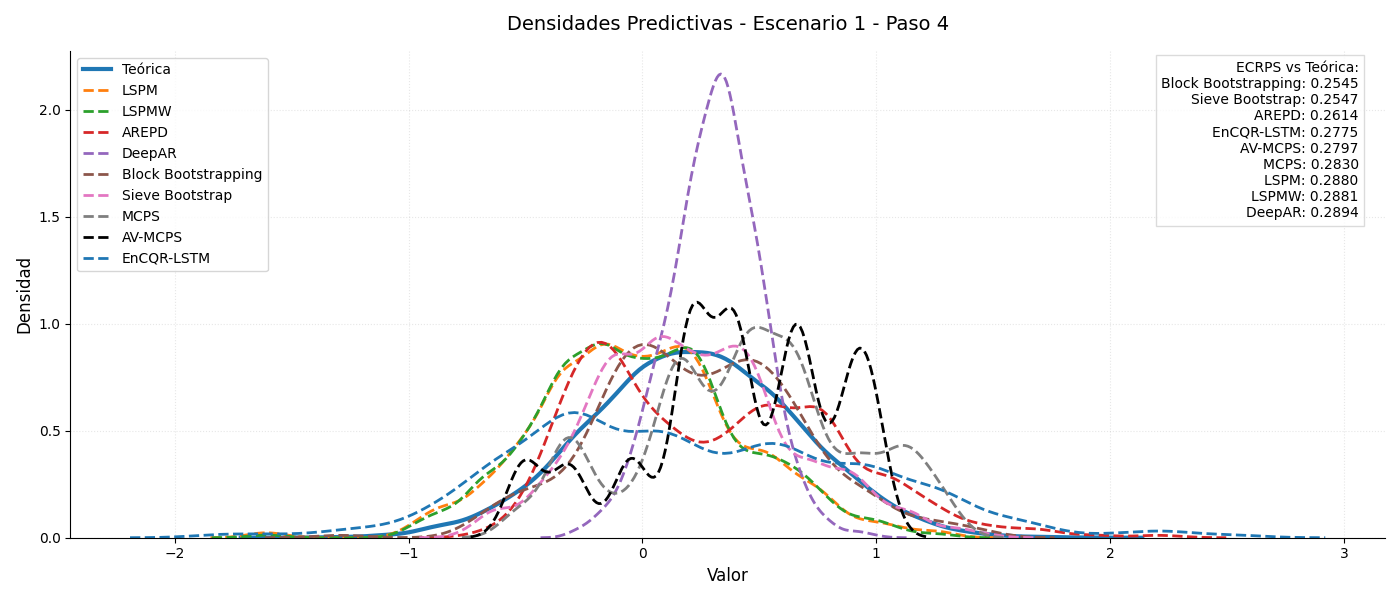 Densidades Predictivas - Escenario 1 - Paso 4
Teórica
LSPM
LSPMW
AREPD
DeepAR
Block Bootstrapping
Sieve Bootstrap
MCPS
AV-MCPS
EnCQR-LSTM
ECRPS vs Teórica:
Block Bootstrapping: 0.2545
Sieve Bootstrap: 0.2547
AREPD: 0.2614
EnCQR-LSTM: 0.2775
AV-MCPS: 0.2797
MCPS: 0.2830
LSPM: 0.2880
LSPMW: 0.2881
DeepAR: 0.2894
Densidad
2.0
1.5
1.0
0.5
0.0
−2
−1
0
1
2
3
Valor